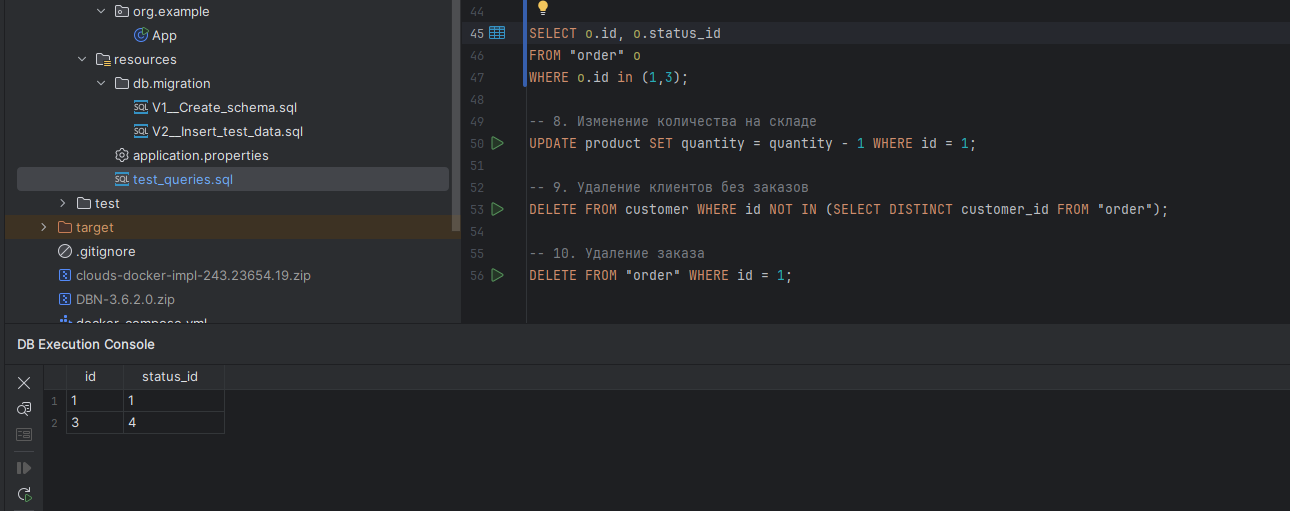 org.example
App
resources
db.migration
V1__Create_schema.sql
V2__Insert_test_data.sql
application.properties
test_queries.sql
test
target
.gitignore
clouds-docker-impl-243.23654.19.zip
DBN-3.6.2.0.zip
docker-compose.yml
44
45 SELECT o.id, o.status_id
46 FROM "order" o
47 WHERE o.id in (1,3);
48
49 -- 8. Изменение количества на складе
50 UPDATE product SET quantity = quantity - 1 WHERE id = 1;
51
52 -- 9. Удаление клиентов без заказов
53 DELETE FROM customer WHERE id NOT IN (SELECT DISTINCT customer_id FROM "order");
54
55 -- 10. Удаление заказа
56 DELETE FROM "order" WHERE id = 1;
DB Execution Console
id status_id
1 1 1
2 3 4